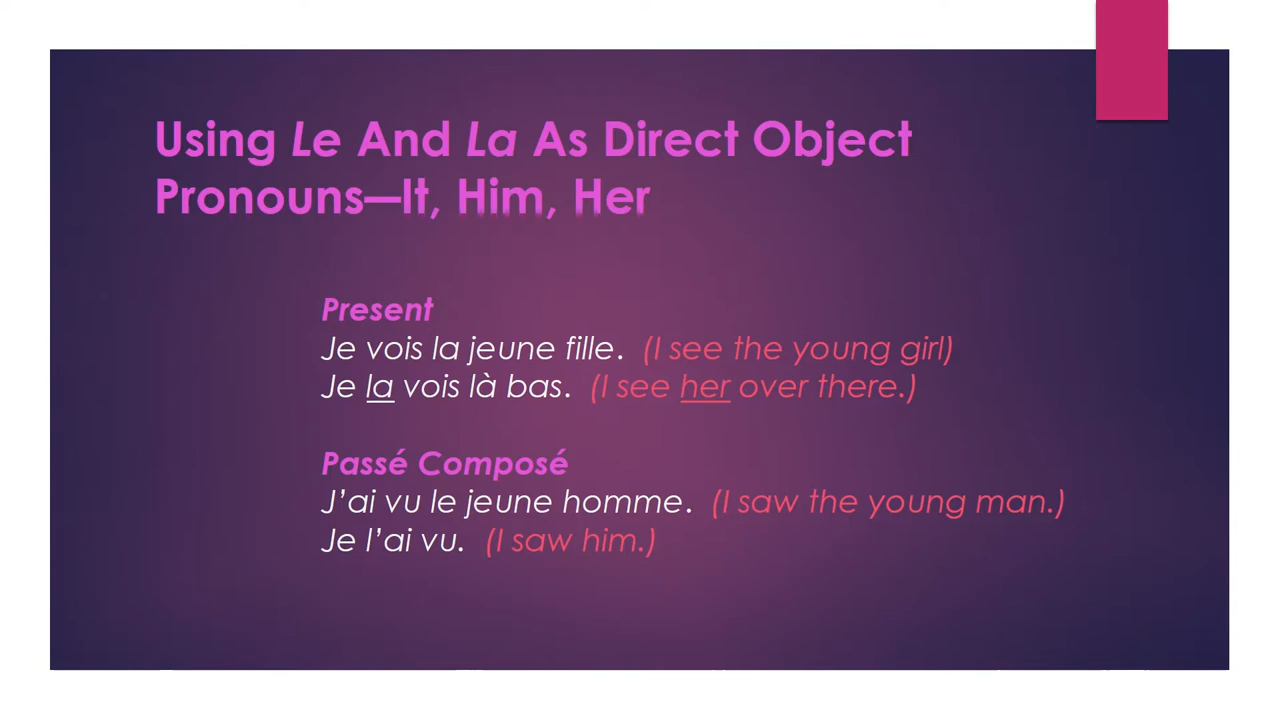 Using Le And La As Direct Object
Pronouns—It, Him, Her
Present
Je vois la jeune fille. (I see the young girl)
Je la vois là bas. (I see her over there.)
Passé Composé
J’ai vu le jeune homme. (I saw the young man.)
Je l’ai vu. (I saw him.)